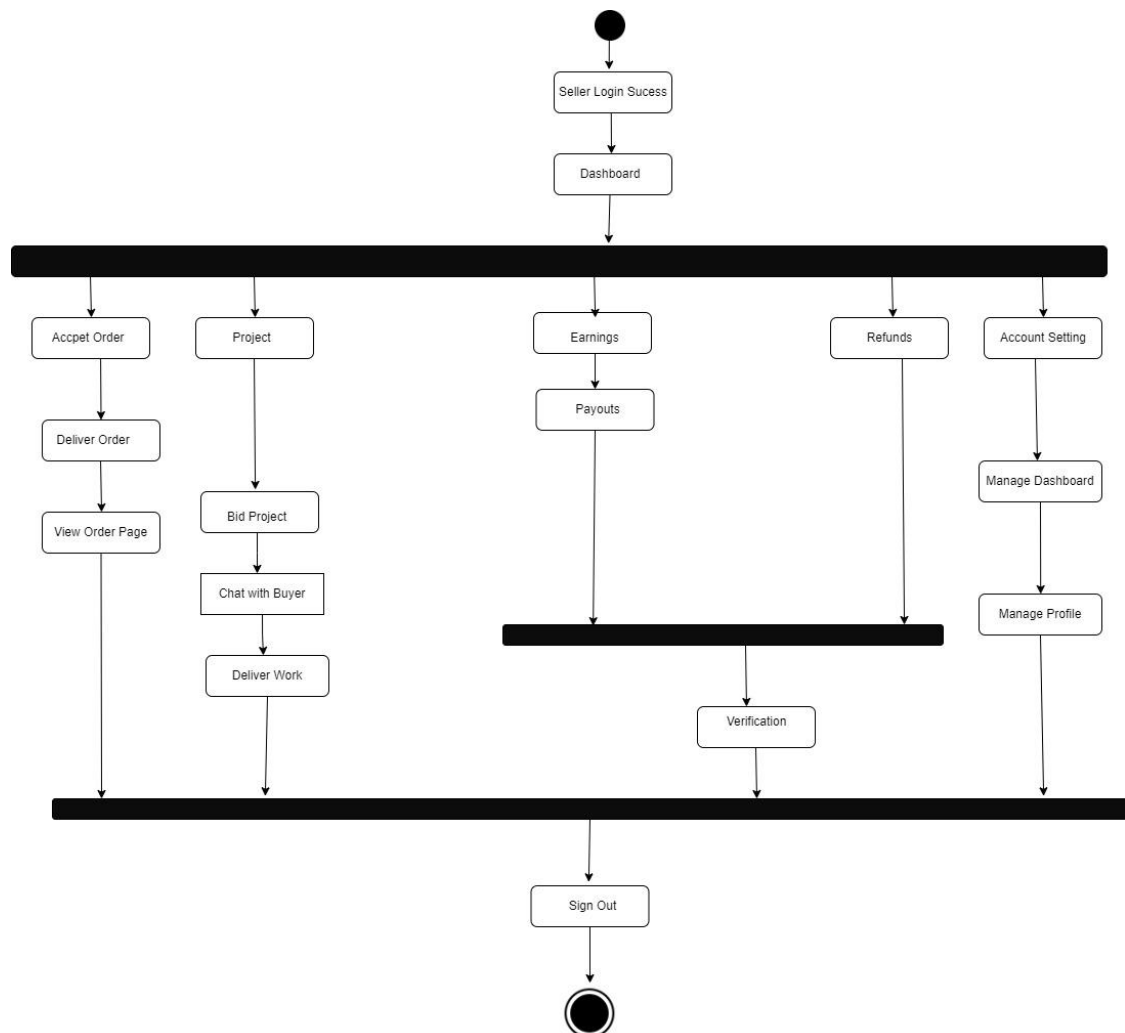 Seller Login Sucess
Dashboard
Accpet Order
Project
Earnings
Refunds
Account Setting
Payouts
Deliver Order
Manage Dashboard
Bid Project
View Order Page
Chat with Buyer
Manage Profile
Deliver Work
Verification
Sign Out